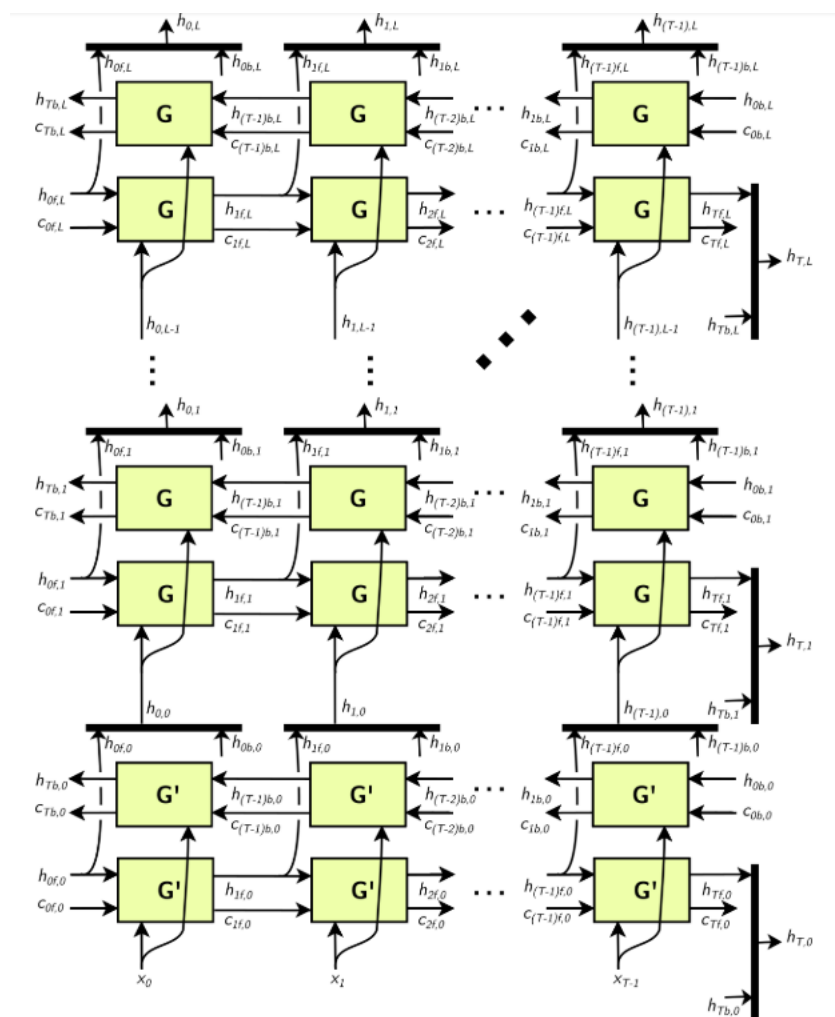 h0,L h1,L h(T-1),L
h0f,L h0b,L h1f,L h1b,L h(T-1)f,L h(T-1)b,L
hTb,L G h(T-1)b,L G h(T-2)b,L ... h1b,L G h0b,L
cTb,L c(T-1)b,L c(T-2)b,L c1b,L c0b,L
h0f,L G h1f,L G h2f,L ... h(T-1)f,L G hTf,L
c0f,L c1f,L c2f,L c(T-1)f,L cTf,L
hT,L
h0,L-1 h1,L-1 h(T-1),L-1 hTb,L
h0,1 h1,1 h(T-1),1
h0f,1 h0b,1 h1f,1 h1b,1 h(T-1)f,1 h(T-1)b,1
hTb,1 G h(T-1)b,1 G h(T-2)b,1 ... h1b,1 G h0b,1
cTb,1 c(T-1)b,1 c(T-2)b,1 c1b,1 c0b,1
h0f,1 G h1f,1 G h2f,1 ... h(T-1)f,1 G hTf,1
c0f,1 c1f,1 c2f,1 c(T-1)f,1 cTf,1
hT,1
h0,0 h1,0 h(T-1),0 hTb,1
h0f,0 h0b,0 h1f,0 h1b,0 h(T-1)f,0 h(T-1)b,0
hTb,0 G' h(T-1)b,0 G' h(T-2)b,0 ... h1b,0 G' h0b,0
cTb,0 c(T-1)b,0 c(T-2)b,0 c1b,0 c0b,0
h0f,0 G' h1f,0 G' h2f,0 ... h(T-1)f,0 G' hTf,0
c0f,0 c1f,0 c2f,0 c(T-1)f,0 cTf,0
hT,0
x0 x1 xT-1
hTb,0